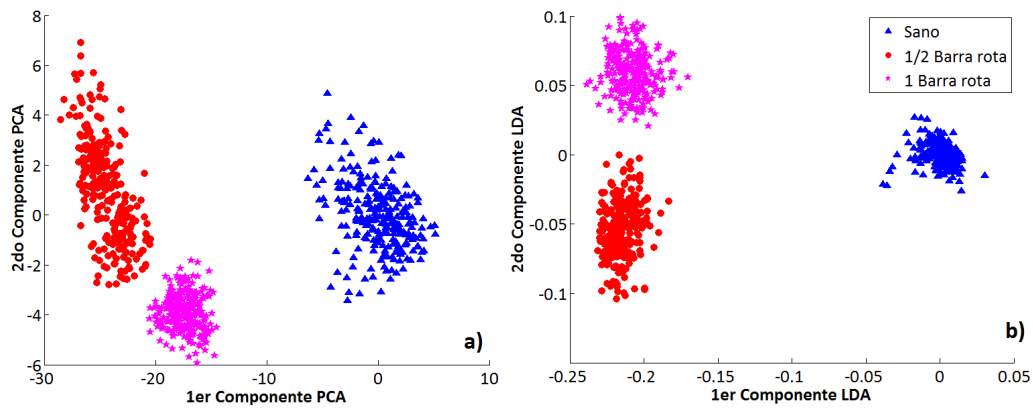 8
6
4
2
0
-2
-4
-6
-30
-20
-10
0
10
2do Componente PCA
1er Componente PCA
a)
0.1
0.05
0
-0.05
-0.1
-0.25
-0.2
-0.15
-0.1
-0.05
0
0.05
2do Componente LDA
1er Componente LDA
Sano
1/2 Barra rota
1 Barra rota
b)